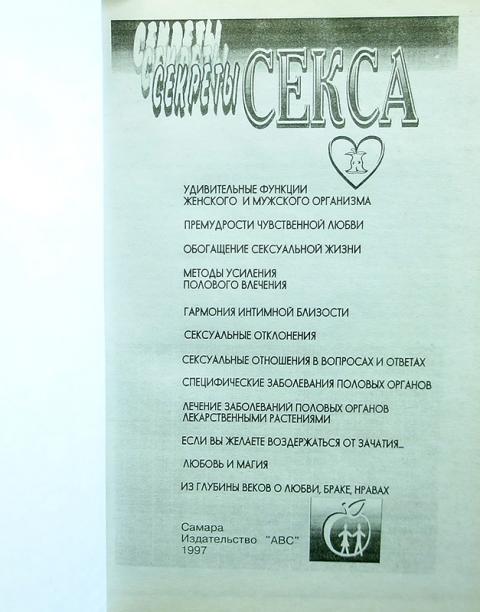 СЕКРЕТЫ
СЕКРЕТЫ
СЕКРЕТЫ СЕКСА
УДИВИТЕЛЬНЫЕ ФУНКЦИИ
ЖЕНСКОГО И МУЖСКОГО ОРГАНИЗМА
ПРЕМУДРОСТИ ЧУВСТВЕННОЙ ЛЮБВИ
ОБОГАЩЕНИЕ СЕКСУАЛЬНОЙ ЖИЗНИ
МЕТОДЫ УСИЛЕНИЯ
ПОЛОВОГО ВЛЕЧЕНИЯ
ГАРМОНИЯ ИНТИМНОЙ БЛИЗОСТИ
СЕКСУАЛЬНЫЕ ОТКЛОНЕНИЯ
СЕКСУАЛЬНЫЕ ОТНОШЕНИЯ В ВОПРОСАХ И ОТВЕТАХ
СПЕЦИФИЧЕСКИЕ ЗАБОЛЕВАНИЯ ПОЛОВЫХ ОРГАНОВ
ЛЕЧЕНИЕ ЗАБОЛЕВАНИЙ ПОЛОВЫХ ОРГАНОВ
ЛЕКАРСТВЕННЫМИ РАСТЕНИЯМИ
ЕСЛИ ВЫ ЖЕЛАЕТЕ ВОЗДЕРЖАТЬСЯ ОТ ЗАЧАТИЯ...
ЛЮБОВЬ И МАГИЯ
ИЗ ГЛУБИНЫ ВЕКОВ О ЛЮБВИ, БРАКЕ, НРАВАХ
Самара
Издательство "АВС"
1997